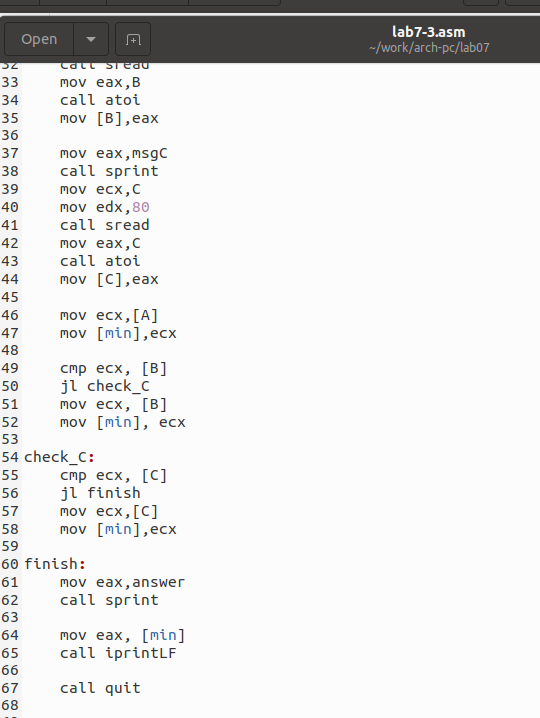 Open
lab7-3.asm
~/work/arch-pc/lab07
32 call sread
33 mov eax,B
34 call atoi
35 mov [B],eax
36
37 mov eax,msgC
38 call sprint
39 mov ecx,C
40 mov edx,80
41 call sread
42 mov eax,C
43 call atoi
44 mov [C],eax
45
46 mov ecx,[A]
47 mov [min],ecx
48
49 cmp ecx, [B]
50 jl check_C
51 mov ecx, [B]
52 mov [min], ecx
53
54 check_C:
55 cmp ecx, [C]
56 jl finish
57 mov ecx,[C]
58 mov [min],ecx
59
60 finish:
61 mov eax,answer
62 call sprint
63
64 mov eax, [min]
65 call iprintLF
66
67 call quit
68